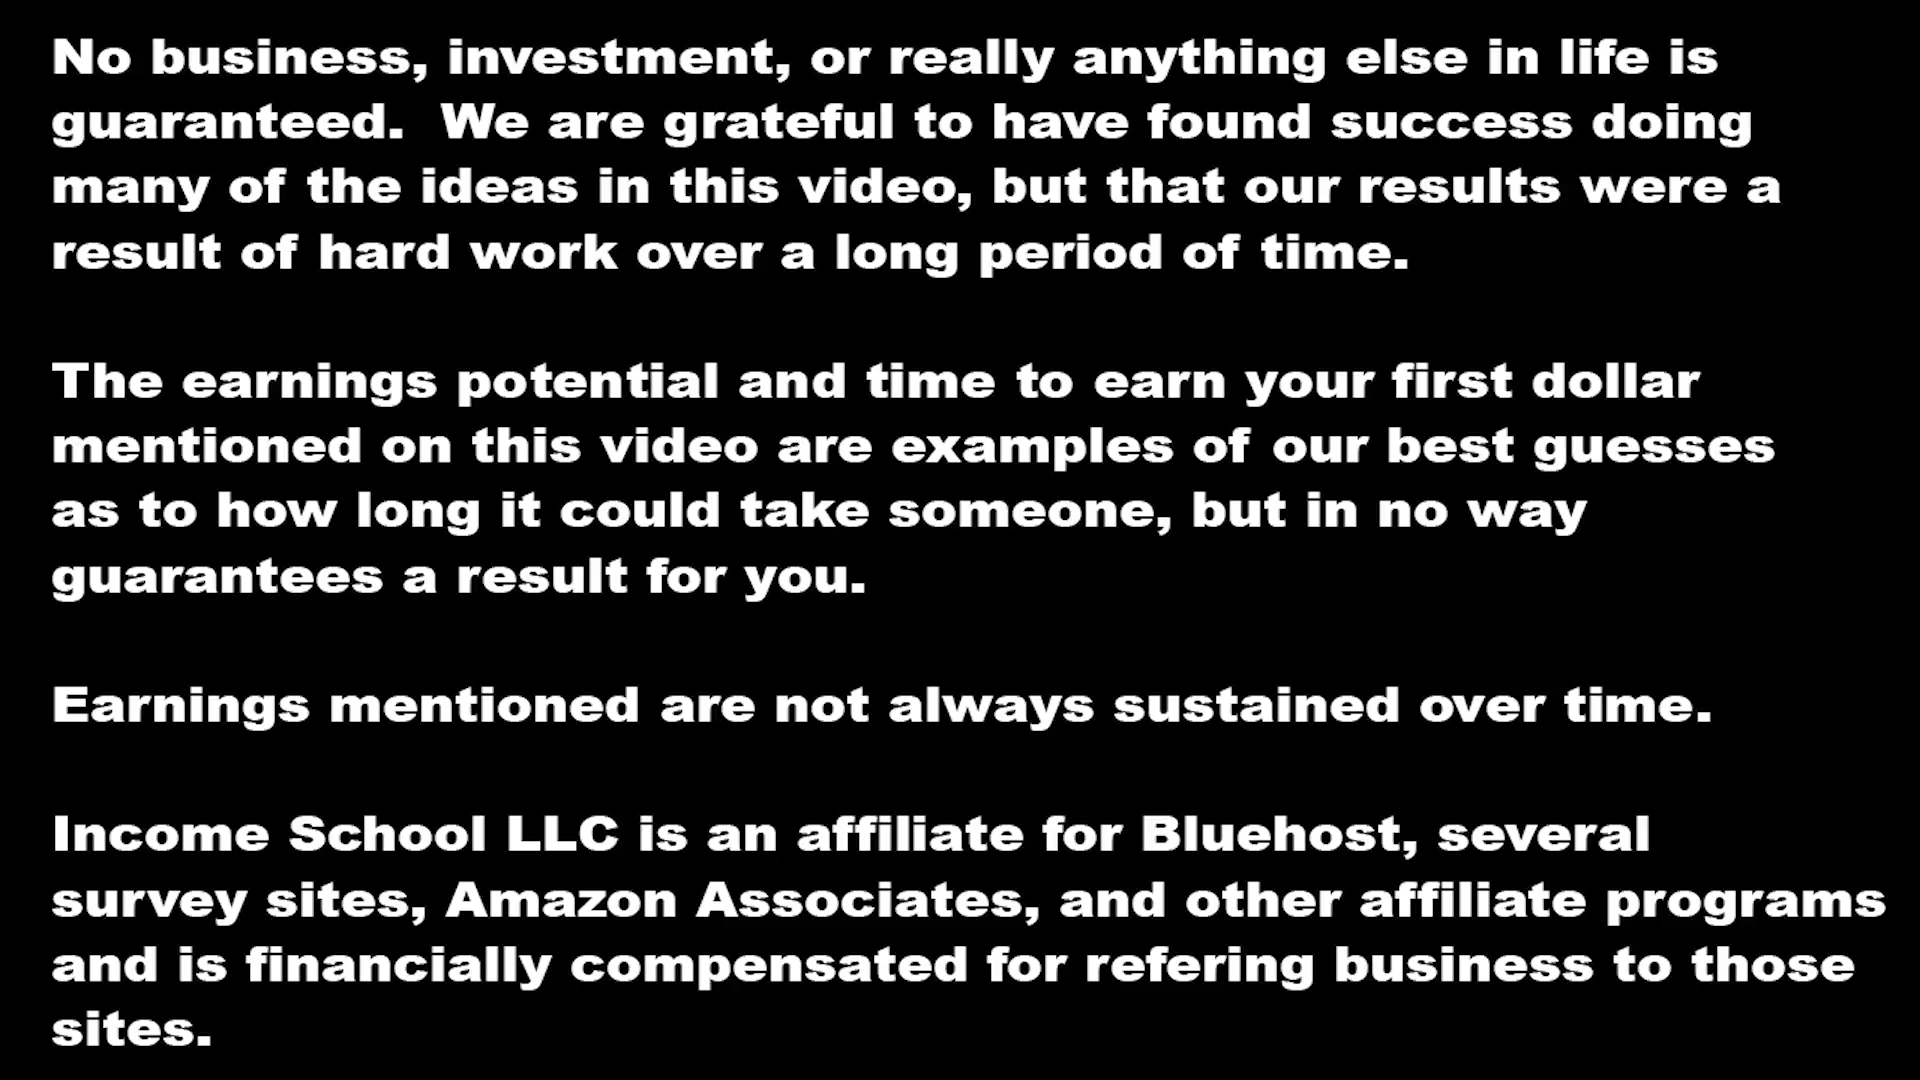 No business, investment, or really anything else in life is
guaranteed.  We are grateful to have found success doing
many of the ideas in this video, but that our results were a
result of hard work over a long period of time.
The earnings potential and time to earn your first dollar
mentioned on this video are examples of our best guesses
as to how long it could take someone, but in no way
guarantees a result for you.
Earnings mentioned are not always sustained over time.
Income School LLC is an affiliate for Bluehost, several
survey sites, Amazon Associates, and other affiliate programs
and is financially compensated for refering business to those
sites.